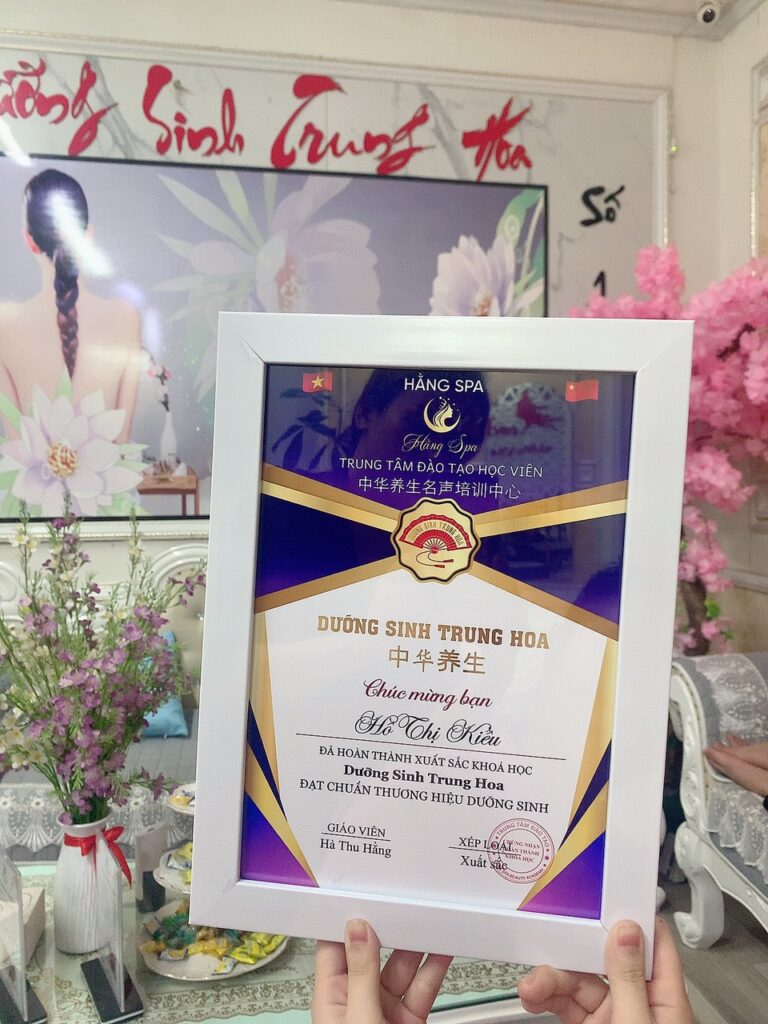 ưỡng Sinh Trung Hoa
Số
1
HẰNG SPA
Hằng Spa
TRUNG TÂM ĐÀO TẠO HỌC VIÊN
中华养生名声培训中心
DƯỠNG SINH TRUNG HOA
DƯỠNG SINH TRUNG HOA
中华养生
Chúc mừng bạn
Hồ Thị Kiều
ĐÃ HOÀN THÀNH XUẤT SẮC KHOÁ HỌC
Dưỡng Sinh Trung Hoa
ĐẠT CHUẨN THƯƠNG HIỆU DƯỠNG SINH
GIÁO VIÊN
Hà Thu Hằng
XẾP LOẠI
Xuất sắc
TRUNG TÂM ĐÀO TẠO
CHỨNG NHẬN
HOÀN THÀNH
KHOÁ HỌC